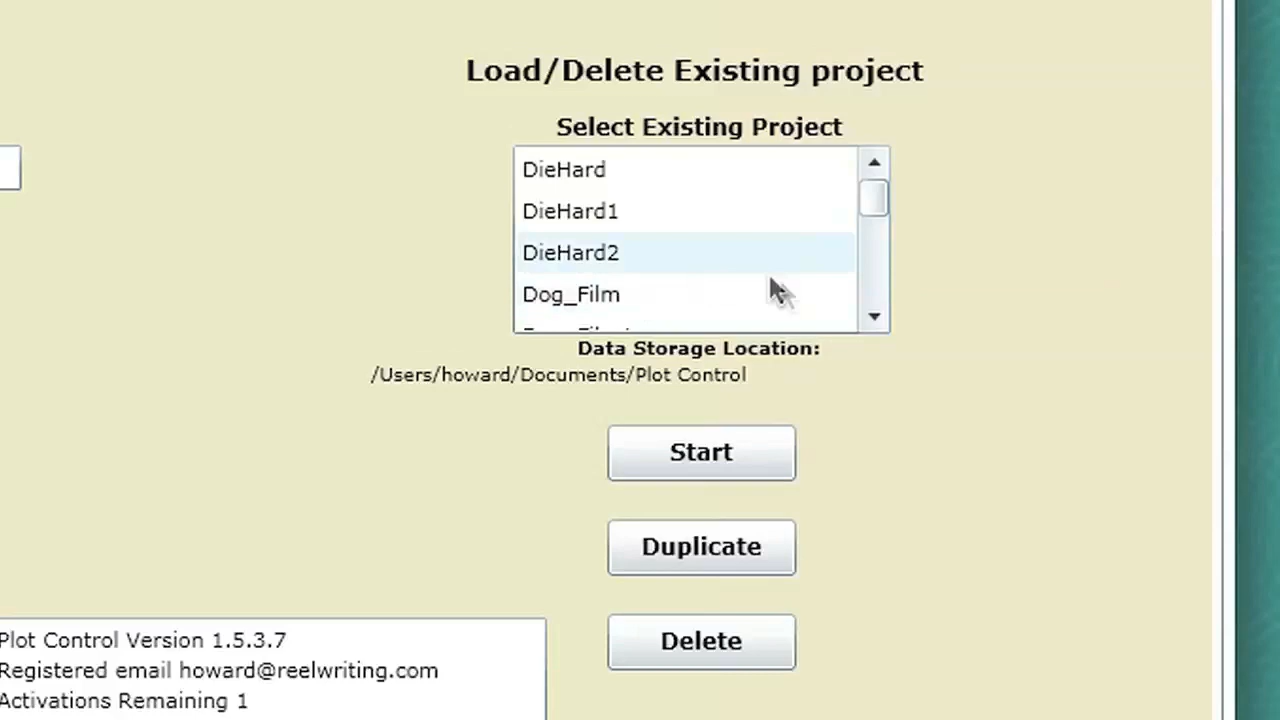 Load/Delete Existing project
Select Existing Project
DieHard
DieHard1
DieHard2
Dog_Film
Data Storage Location:
/Users/howard/Documents/Plot Control
Start
Duplicate
Delete
Plot Control Version 1.5.3.7
Registered email howard@reelwriting.com
Activations Remaining 1